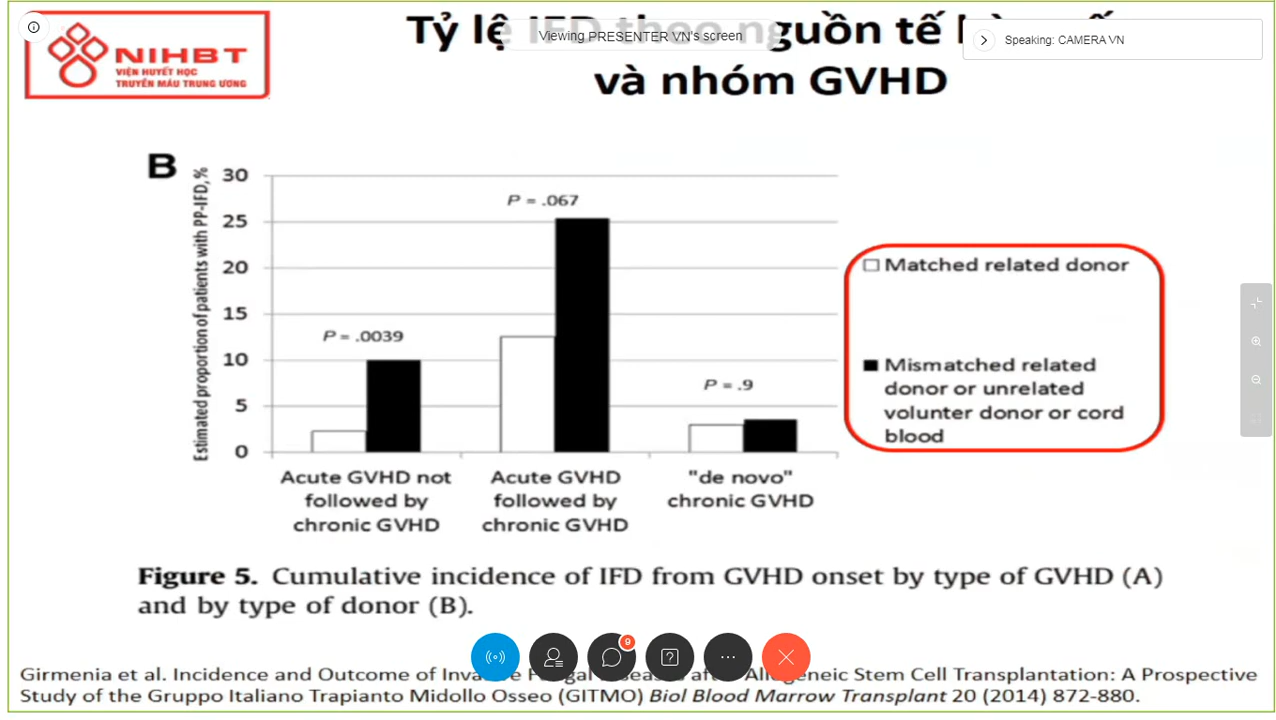 Tỷ lệ IFD theo nguồn tế
và nhóm GVHD
Viewing PRESENTER VN's screen
Speaking: CAMERA VN
NIHBT
VIỆN HUYẾT HỌC
TRUYỀN MÁU TRUNG ƯƠNG
B
Estimated proportion of patients with PP-IFD, %
30
25
20
15
10
5
0
P = .0039
P = .067
P = .9
Acute GVHD not
followed by
chronic GVHD
Acute GVHD
followed by
chronic GVHD
"de novo"
chronic GVHD
Matched related donor
Mismatched related
donor or unrelated
volunter donor or cord
blood
Figure 5. Cumulative incidence of IFD from GVHD onset by type of GVHD (A)
and by type of donor (B).
9
Girmenia et al. Incidence and Outcome of Invasive Fungal Diseases after Allogeneic Stem Cell Transplantation: A Prospective
Study of the Gruppo Italiano Trapianto Midollo Osseo (GITMO) Biol Blood Marrow Transplant 20 (2014) 872-880.